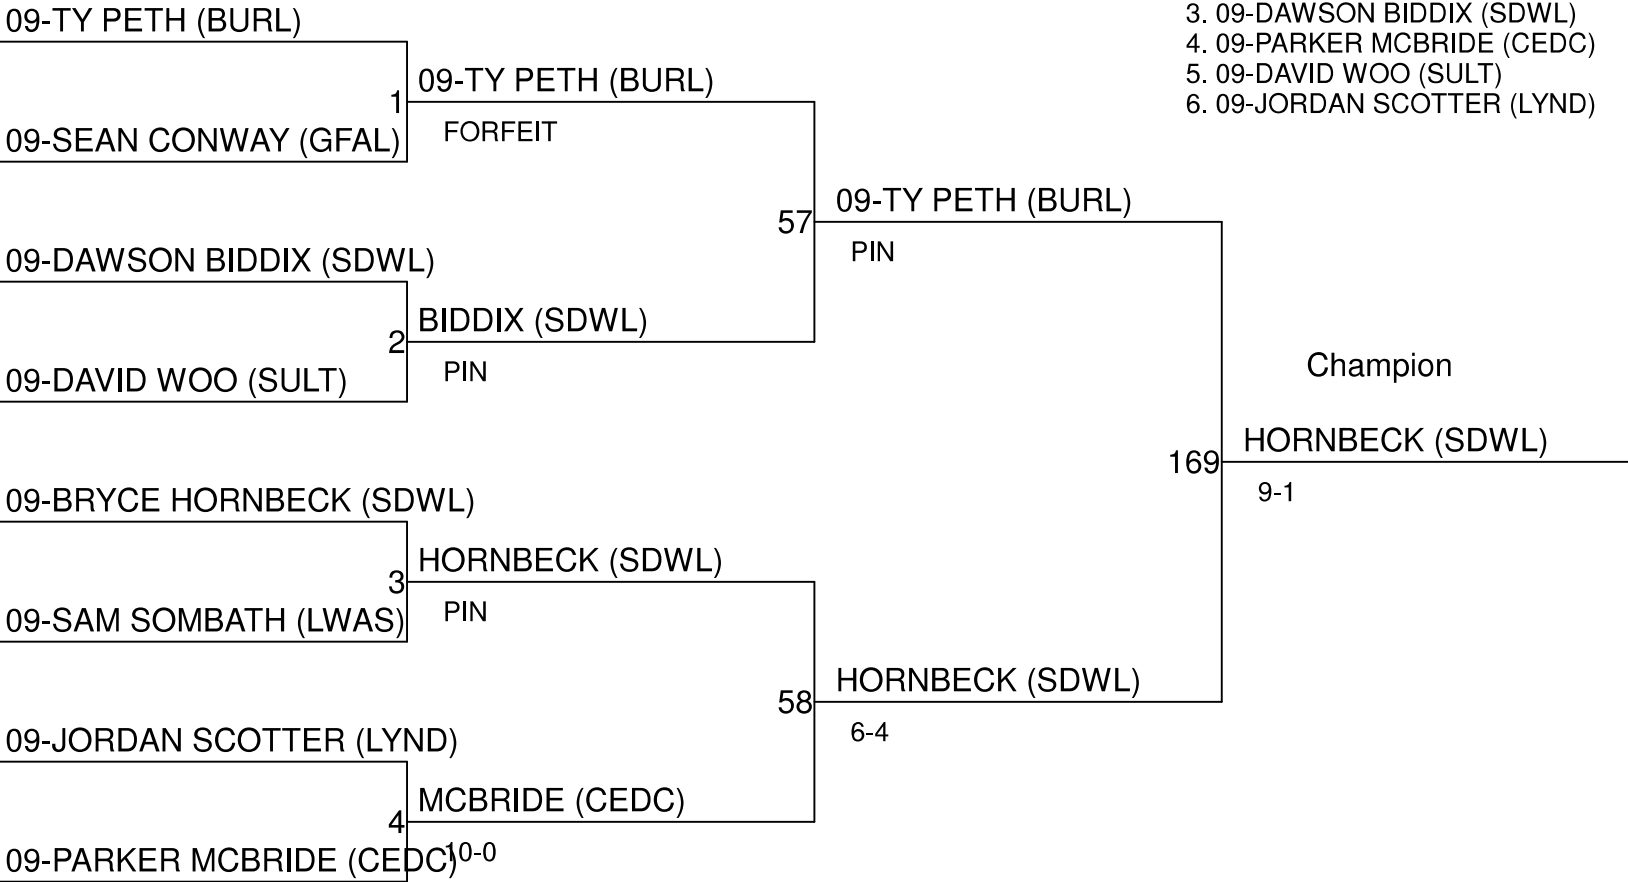 09-TY PETH (BURL)
3. 09-DAWSON BIDDIX (SDWL)
4. 09-PARKER MCBRIDE (CEDC)
5. 09-DAVID WOO (SULT)
6. 09-JORDAN SCOTTER (LYND)
1
09-TY PETH (BURL)
FORFEIT
09-SEAN CONWAY (GFAL)
57
09-TY PETH (BURL)
PIN
09-DAWSON BIDDIX (SDWL)
2
BIDDIX (SDWL)
PIN
09-DAVID WOO (SULT)
Champion
169
HORNBECK (SDWL)
9-1
09-BRYCE HORNBECK (SDWL)
3
HORNBECK (SDWL)
PIN
09-SAM SOMBATH (LWAS)
58
HORNBECK (SDWL)
6-4
09-JORDAN SCOTTER (LYND)
4
MCBRIDE (CEDC)
10-0
09-PARKER MCBRIDE (CEDC)